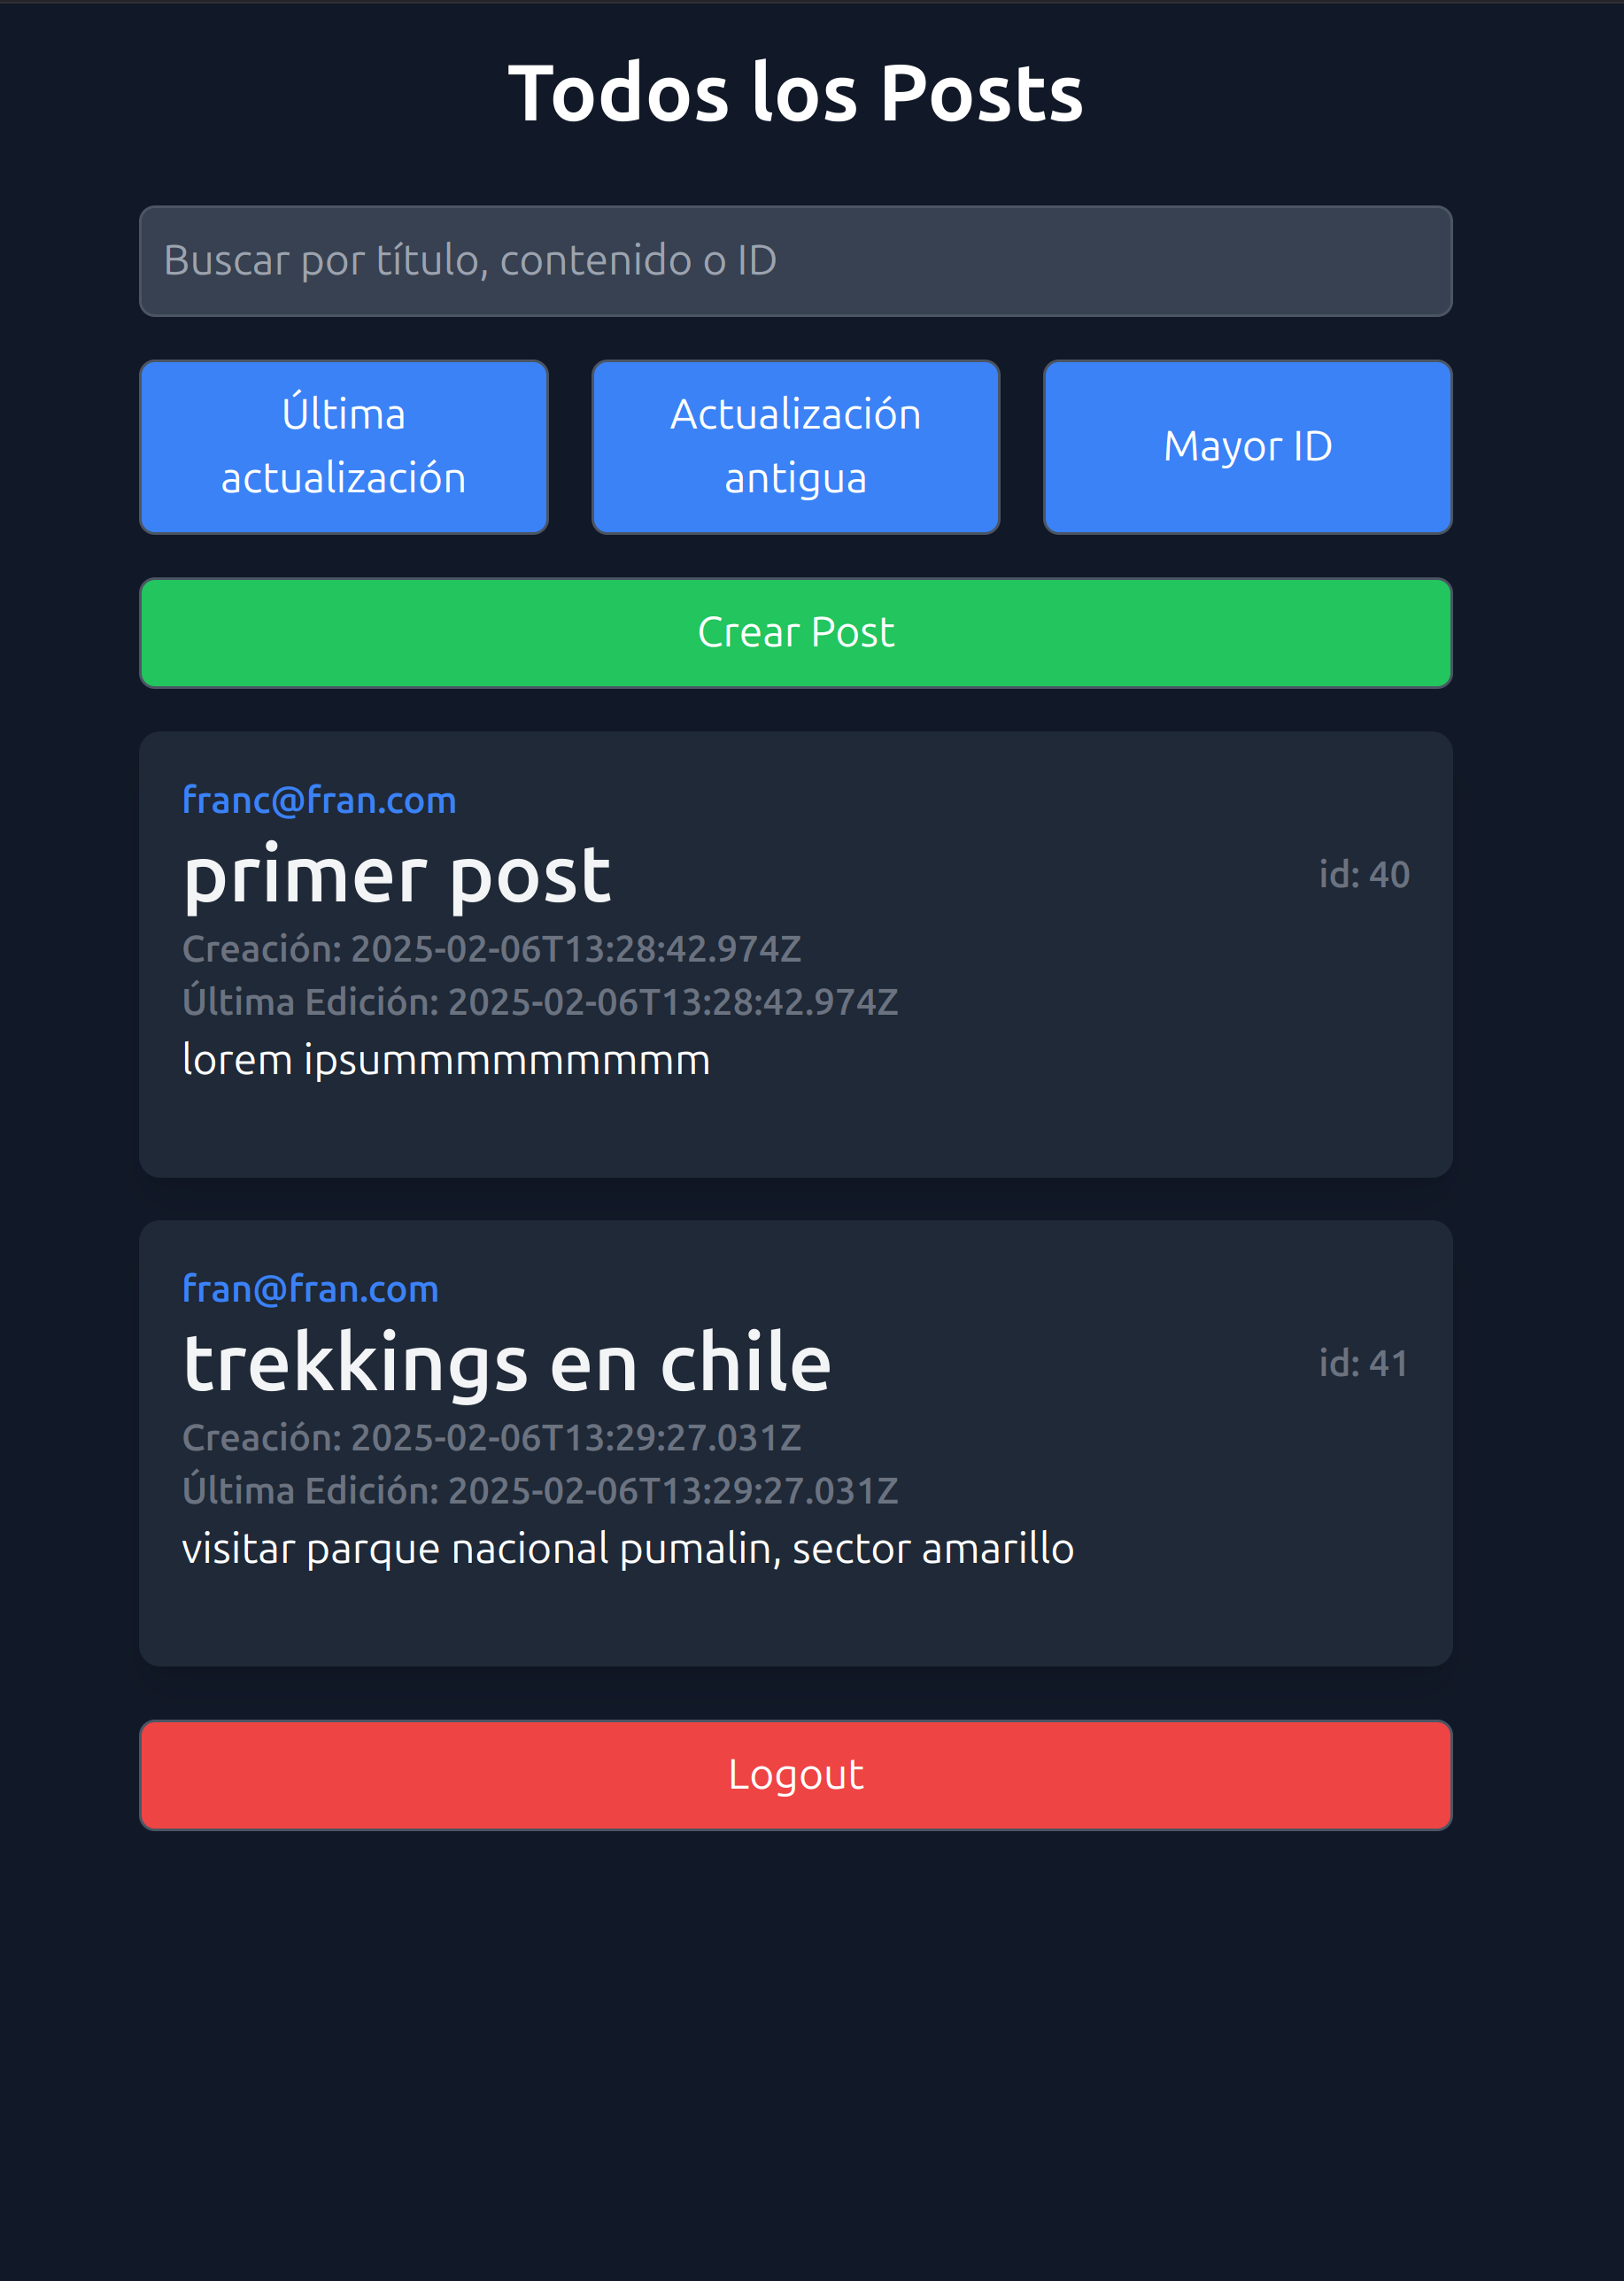 Todos los Posts
Buscar por título, contenido o ID
Última
actualización
Actualización
antigua
Mayor ID
Crear Post
franc@fran.com
primer post
id: 40
Creación: 2025-02-06T13:28:42.974Z
Última Edición: 2025-02-06T13:28:42.974Z
lorem ipsummmmmmmmm
fran@fran.com
trekkings en chile
id: 41
Creación: 2025-02-06T13:29:27.031Z
Última Edición: 2025-02-06T13:29:27.031Z
visitar parque nacional pumalin, sector amarillo
Logout